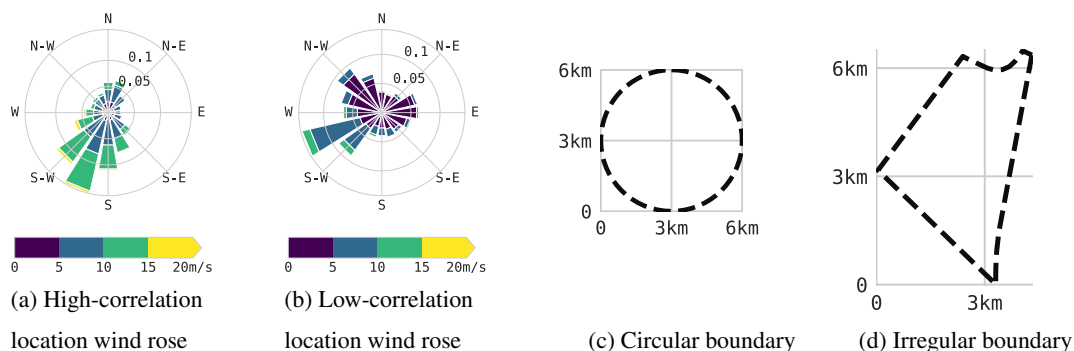 N
N-W
N-E
0.1
0.05
W
E
S-W
S-E
S
0 5 10 15 20m/s
(a) High-correlation
location wind rose
N
N-W
N-E
0.1
0.05
W
E
S-W
S-E
S
0 5 10 15 20m/s
(b) Low-correlation
location wind rose
6km
3km
0
0 3km 6km
(c) Circular boundary
6km
3km
0
0 3km
(d) Irregular boundary